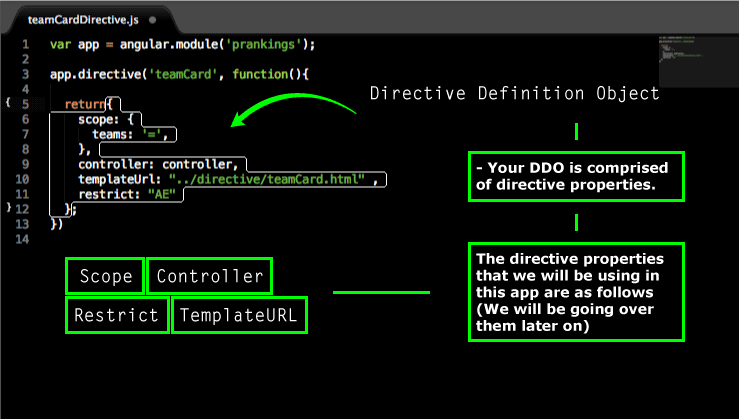 teamCardDirective.js
1 var app = angular.module('prankings');
2
3 app.directive('teamCard', function(){
4
{ 5 return{
6 scope: {
7 teams: '=',
8 },
9 controller: controller,
10 templateUrl: "../directive/teamCard.html" ,
11 restrict: "AE"
} 12 };
13 })
14
Directive Definition Object
- Your DDO is comprised
of directive properties.
The directive properties
that we will be using in
this app are as follows
(We will be going over
them later on)
Scope Controller
Restrict TemplateURL